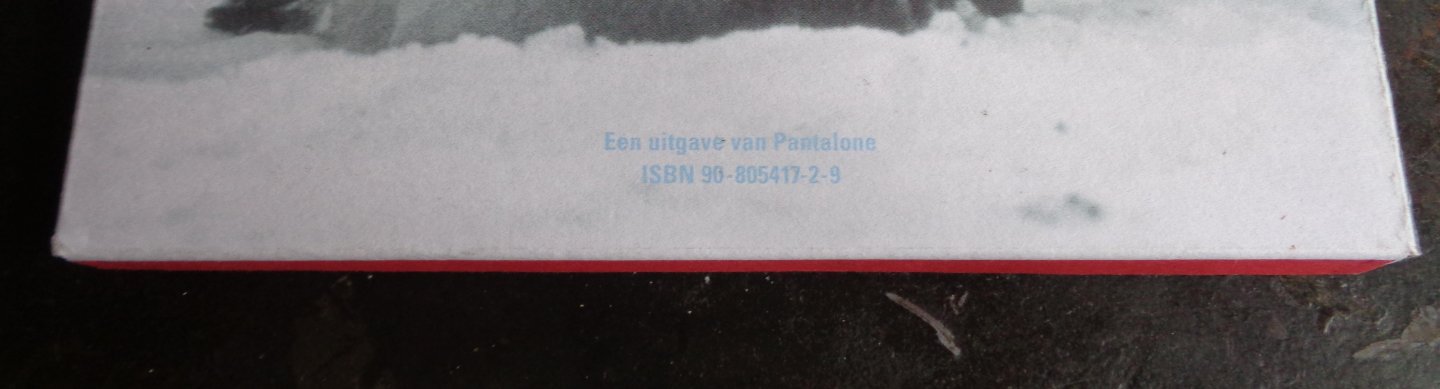 Een uitgave van Pantalone
ISBN 90-805417-2-9